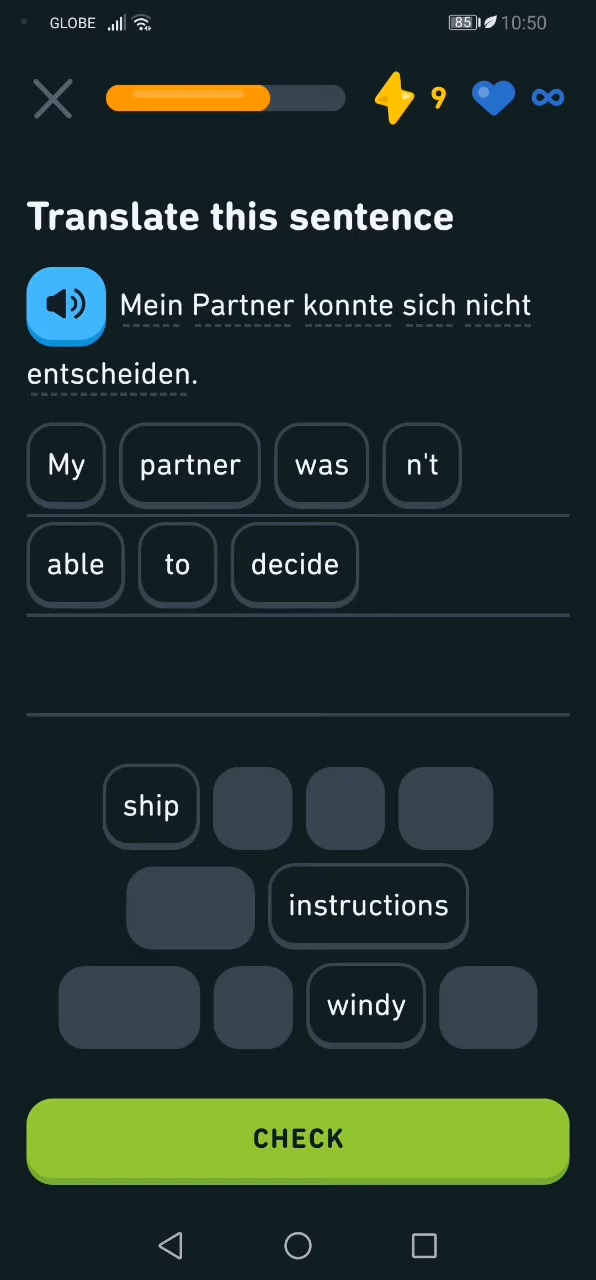 GLOBE 85 10:50
9 ∞
Translate this sentence
Mein Partner konnte sich nicht
entscheiden.
My partner was n't
able to decide
ship
instructions
windy
CHECK